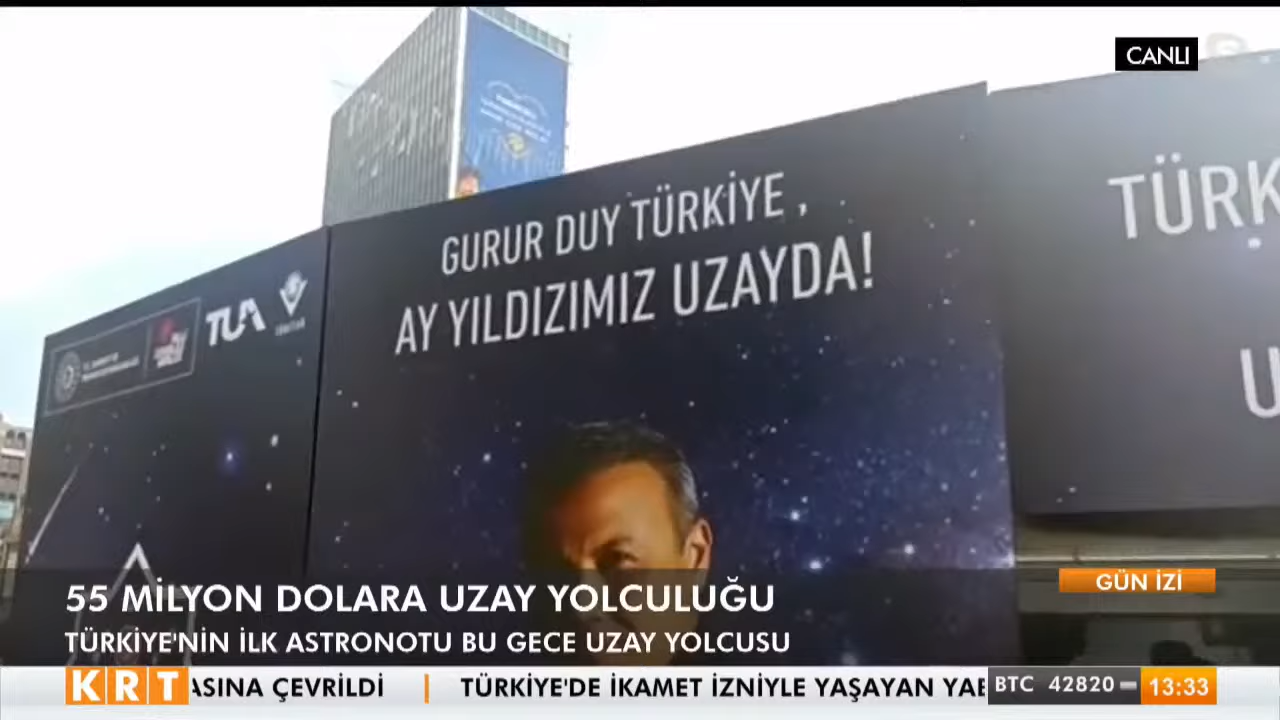 CANLI
GURUR DUY TÜRKİYE ,
AY YILDIZIMIZ UZAYDA!
TÜRK
U
TUA
GÜN İZİ
55 MİLYON DOLARA UZAY YOLCULUĞU
TÜRKİYE'NİN İLK ASTRONOTU BU GECE UZAY YOLCUSU
KRT ASINA ÇEVRİLDİ | TÜRKİYE'DE İKAMET İZNİYLE YAŞAYAN YAB BTC 42820 13:33